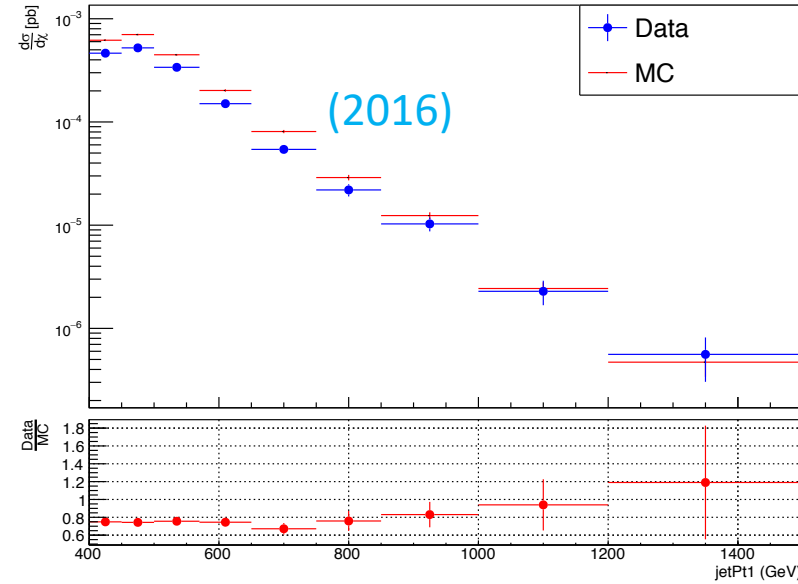 dσ
dχ [pb]
10⁻³
10⁻⁴
10⁻⁵
10⁻⁶
Data
MC
(2016)
Data
MC
1.8
1.6
1.4
1.2
1
0.8
0.6
400 600 800 1000 1200 1400
jetPt1 (GeV)